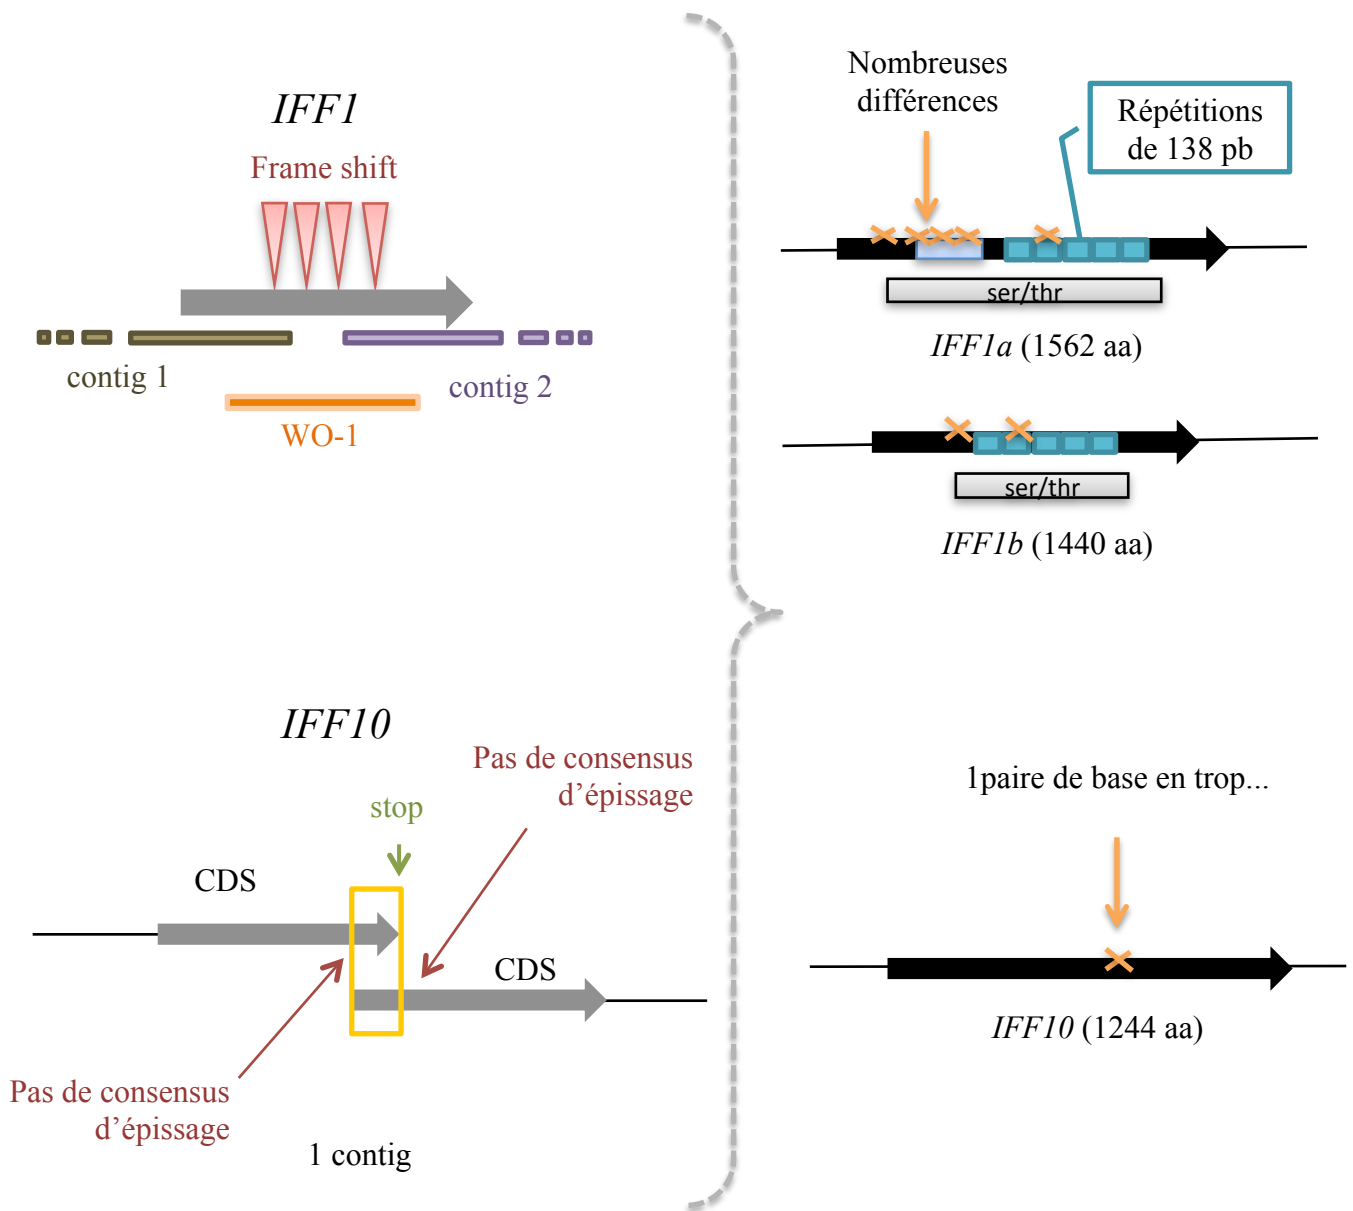 IFF1
Frame shift
contig 1
contig 2
WO-1
Nombreuses
différences
Répétitions
de 138 pb
ser/thr
IFF1a (1562 aa)
ser/thr
IFF1b (1440 aa)
IFF10
Pas de consensus
d’épissage
stop
CDS
CDS
Pas de consensus
d’épissage
1 contig
1paire de base en trop...
IFF10 (1244 aa)